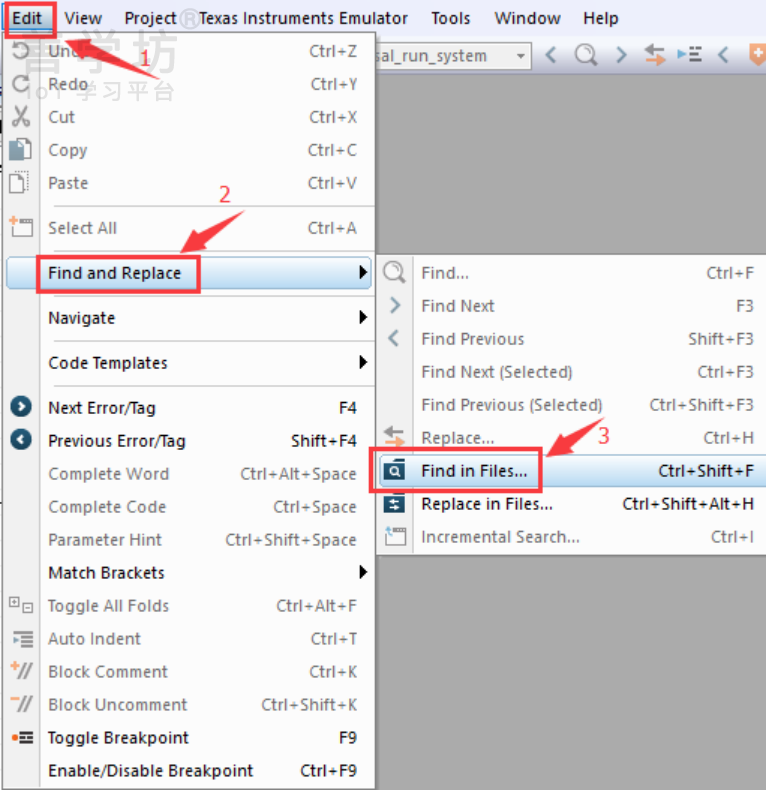 Edit View Project ®Texas Instruments Emulator Tools Window Help
善学坊
IoT 学习平台
1
Undo Ctrl+Z
sal_run_system
Redo Ctrl+Y
Cut Ctrl+X
Copy Ctrl+C
Paste Ctrl+V
2
Select All Ctrl+A
Find and Replace
Navigate
Code Templates
Next Error/Tag F4
Previous Error/Tag Shift+F4
Complete Word Ctrl+Alt+Space
Complete Code Ctrl+Space
Parameter Hint Ctrl+Shift+Space
Match Brackets
Toggle All Folds Ctrl+Alt+F
Auto Indent Ctrl+T
Block Comment Ctrl+K
Block Uncomment Ctrl+Shift+K
Toggle Breakpoint F9
Enable/Disable Breakpoint Ctrl+F9
Find... Ctrl+F
Find Next F3
Find Previous Shift+F3
Find Next (Selected) Ctrl+F3
Find Previous (Selected) Ctrl+Shift+F3
Replace... Ctrl+H
3
Find in Files... Ctrl+Shift+F
Replace in Files... Ctrl+Shift+Alt+H
Incremental Search... Ctrl+I